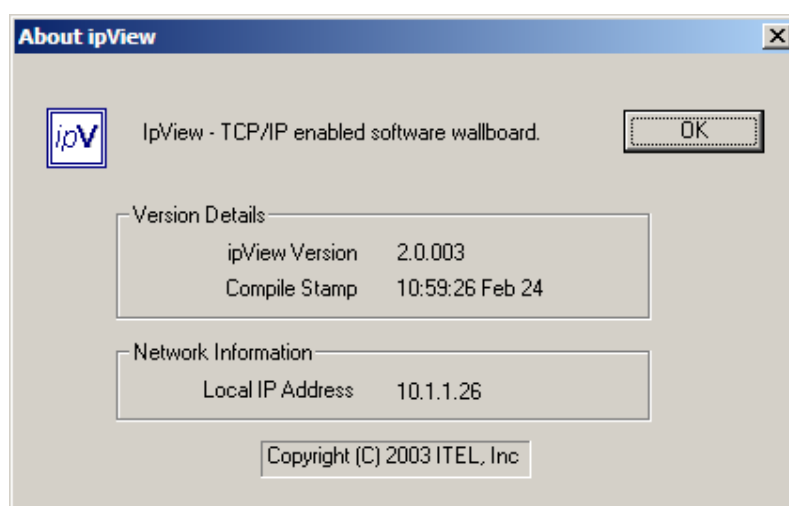 About ipView
ipV
IpView - TCP/IP enabled software wallboard.
OK
Version Details
ipView Version 2.0.003
Compile Stamp 10:59:26 Feb 24
Network Information
Local IP Address 10.1.1.26
Copyright (C) 2003 ITEL, Inc